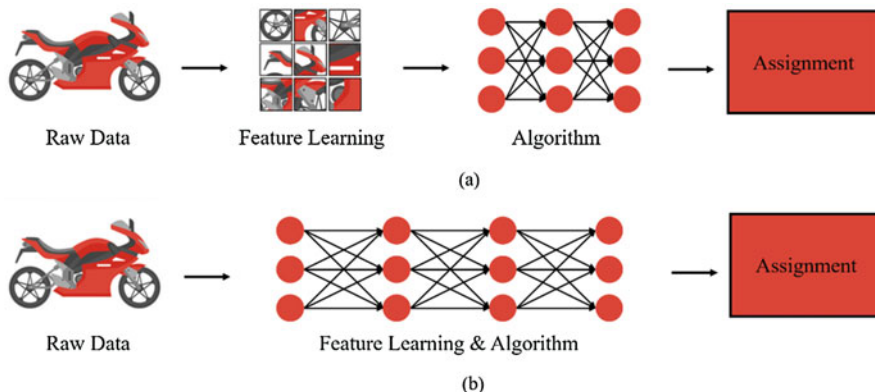 Assignment
Raw Data
Feature Learning
Algorithm
(a)
Assignment
Raw Data
Feature Learning & Algorithm
(b)